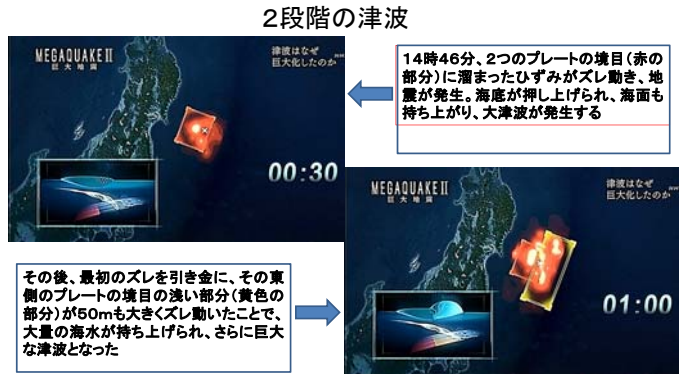 2段階の津波
MEGAQUAKE II
巨大地震
津波はなぜ
巨大化したのか
00:30
14時46分、2つのプレートの境目(赤の
部分)に溜まったひずみがズレ動き、地
震が発生。海底が押し上げられ、海面も
持ち上がり、大津波が発生する
MEGAQUAKE II
巨大地震
津波はなぜ
巨大化したのか
01:00
その後、最初のズレを引き金に、その東
側のプレートの境目の浅い部分(黄色の
部分)が50mも大きくズレ動いたことで、
大量の海水が持ち上げられ、さらに巨大
な津波となった